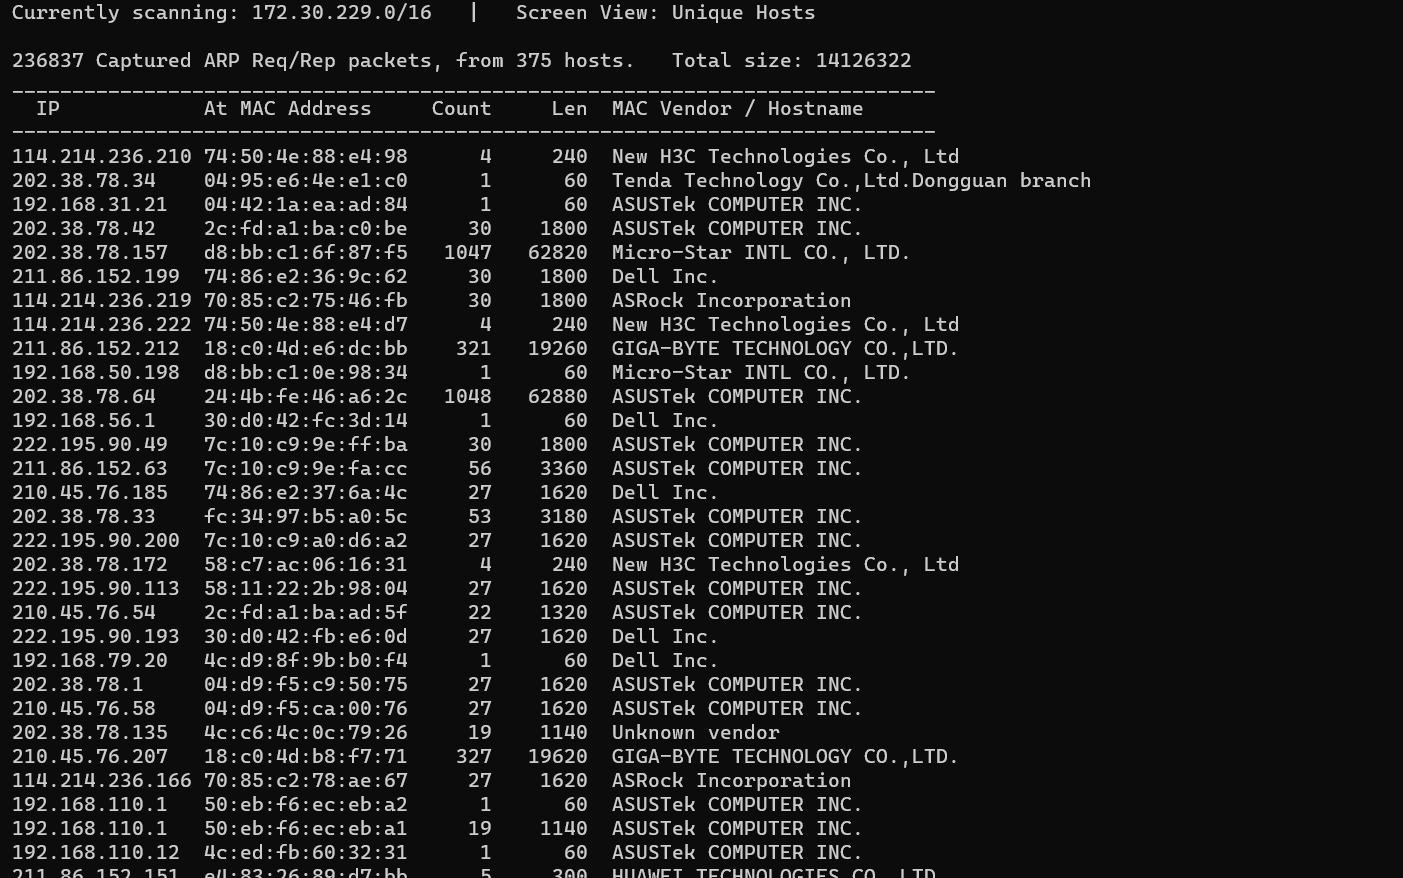 Currently scanning: 172.30.229.0/16   |   Screen View: Unique Hosts
236837 Captured ARP Req/Rep packets, from 375 hosts.   Total size: 14126322
_____________________________________________________________________________
  IP            At MAC Address     Count     Len  MAC Vendor / Hostname
-----------------------------------------------------------------------------
114.214.236.210 74:50:4e:88:e4:98      4     240  New H3C Technologies Co., Ltd
202.38.78.34    04:95:e6:4e:e1:c0      1      60  Tenda Technology Co.,Ltd.Dongguan branch
192.168.31.21   04:42:1a:ea:ad:84      1      60  ASUSTek COMPUTER INC.
202.38.78.42    2c:fd:a1:ba:c0:be     30    1800  ASUSTek COMPUTER INC.
202.38.78.157   d8:bb:c1:6f:87:f5   1047   62820  Micro-Star INTL CO., LTD.
211.86.152.199  74:86:e2:36:9c:62     30    1800  Dell Inc.
114.214.236.219 70:85:c2:75:46:fb     30    1800  ASRock Incorporation
114.214.236.222 74:50:4e:88:e4:d7      4     240  New H3C Technologies Co., Ltd
211.86.152.212  18:c0:4d:e6:dc:bb    321   19260  GIGA-BYTE TECHNOLOGY CO.,LTD.
192.168.50.198  d8:bb:c1:0e:98:34      1      60  Micro-Star INTL CO., LTD.
202.38.78.64    24:4b:fe:46:a6:2c   1048   62880  ASUSTek COMPUTER INC.
192.168.56.1    30:d0:42:fc:3d:14      1      60  Dell Inc.
222.195.90.49   7c:10:c9:9e:ff:ba     30    1800  ASUSTek COMPUTER INC.
211.86.152.63   7c:10:c9:9e:fa:cc     56    3360  ASUSTek COMPUTER INC.
210.45.76.185   74:86:e2:37:6a:4c     27    1620  Dell Inc.
202.38.78.33    fc:34:97:b5:a0:5c     53    3180  ASUSTek COMPUTER INC.
222.195.90.200  7c:10:c9:a0:d6:a2     27    1620  ASUSTek COMPUTER INC.
202.38.78.172   58:c7:ac:06:16:31      4     240  New H3C Technologies Co., Ltd
222.195.90.113  58:11:22:2b:98:04     27    1620  ASUSTek COMPUTER INC.
210.45.76.54    2c:fd:a1:ba:ad:5f     22    1320  ASUSTek COMPUTER INC.
222.195.90.193  30:d0:42:fb:e6:0d     27    1620  Dell Inc.
192.168.79.20   4c:d9:8f:9b:b0:f4      1      60  Dell Inc.
202.38.78.1     04:d9:f5:c9:50:75     27    1620  ASUSTek COMPUTER INC.
210.45.76.58    04:d9:f5:ca:00:76     27    1620  ASUSTek COMPUTER INC.
202.38.78.135   4c:c6:4c:0c:79:26     19    1140  Unknown vendor
210.45.76.207   18:c0:4d:b8:f7:71    327   19620  GIGA-BYTE TECHNOLOGY CO.,LTD.
114.214.236.166 70:85:c2:78:ae:67     27    1620  ASRock Incorporation
192.168.110.1   50:eb:f6:ec:eb:a2      1      60  ASUSTek COMPUTER INC.
192.168.110.1   50:eb:f6:ec:eb:a1     19    1140  ASUSTek COMPUTER INC.
192.168.110.12  4c:ed:fb:60:32:31      1      60  ASUSTek COMPUTER INC.
211.86.152.151  e4:83:26:89:d7:bb      5     300  HUAWEI TECHNOLOGIES CO.,LTD